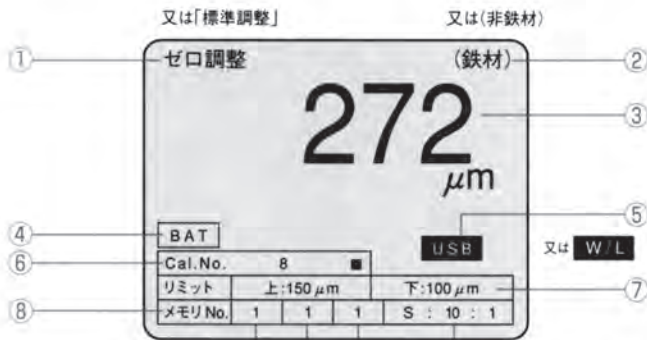 又は「標準調整」 又は(非鉄材)
① ゼロ調整 (鉄材) ②
272 ③
μm
④ BAT ⑤
USB 又は W/L
⑥ Cal.No. 8 ■
リミット 上:150μm 下:100μm ⑦
⑧ メモリNo. 1 1 1 S : 10 : 1